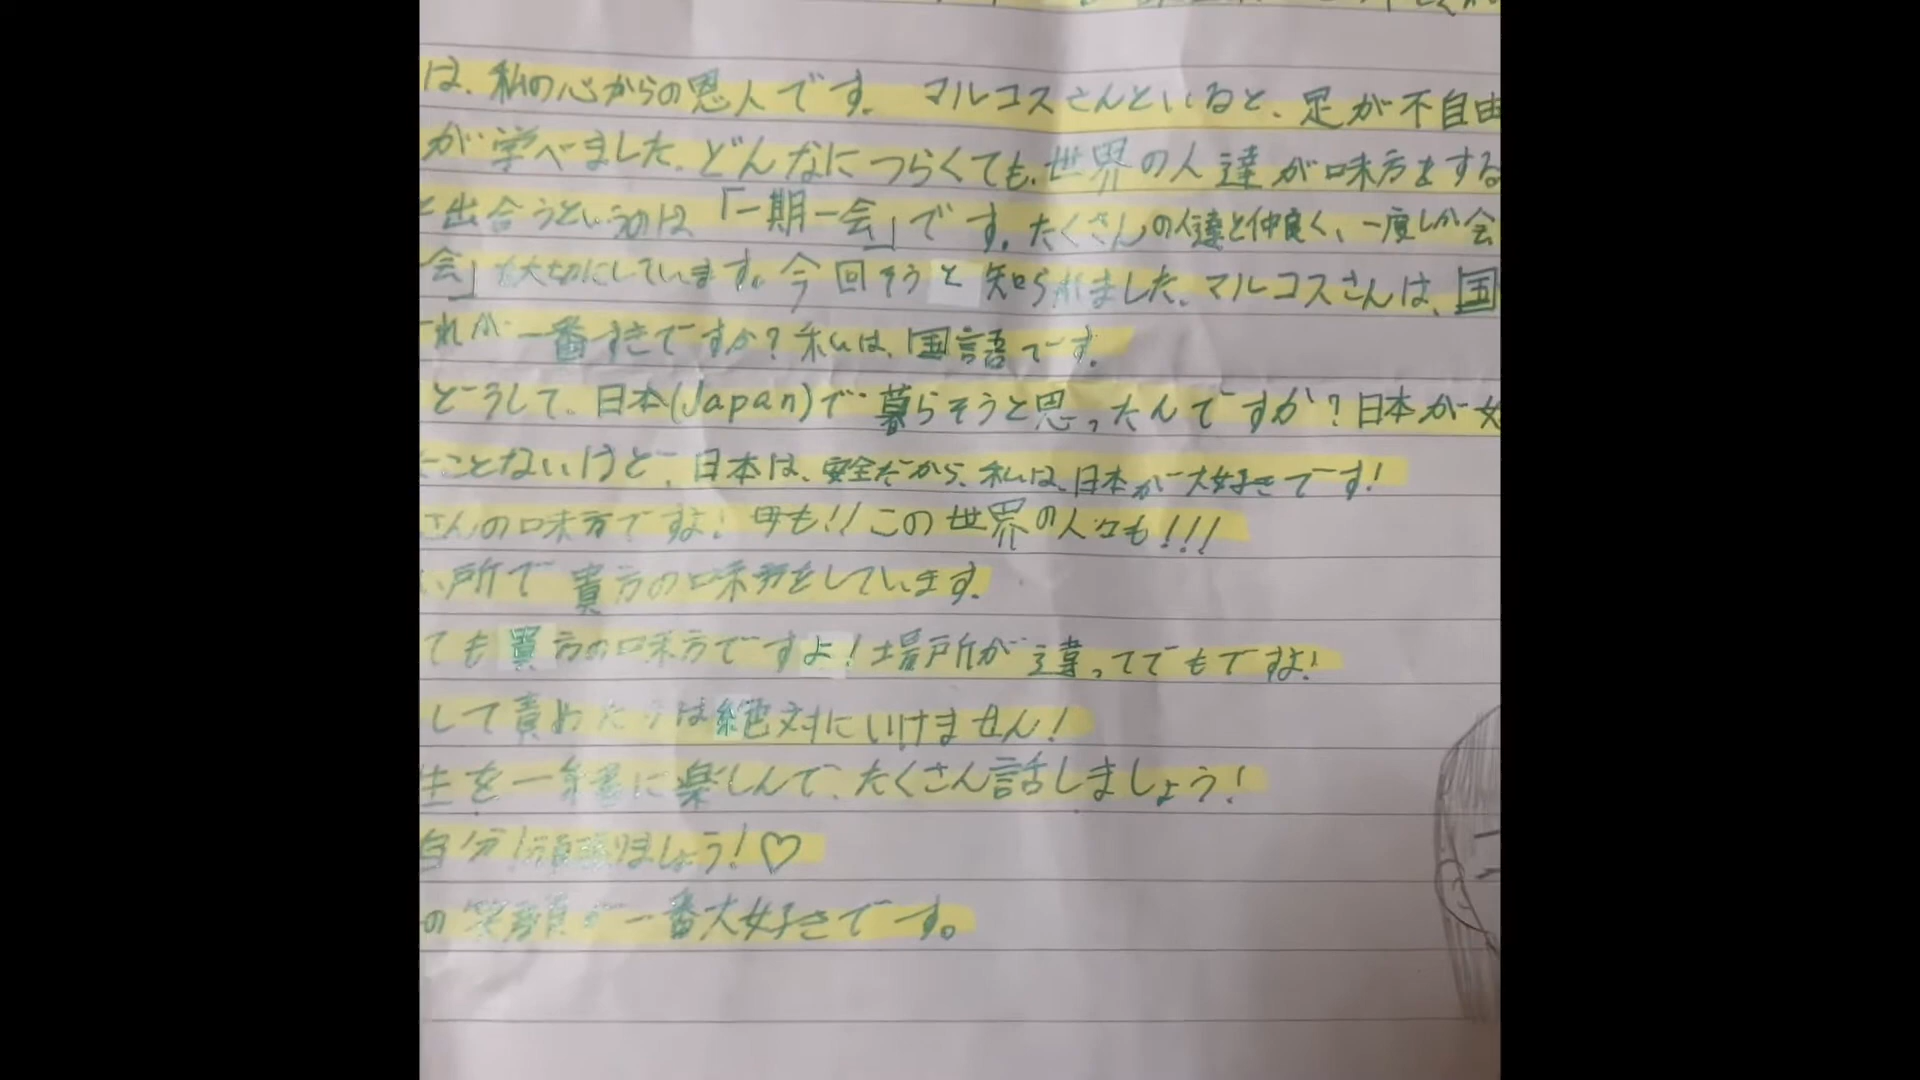 は、私の心からの恩人です。マルコスさんといると、足が不自由
が学べました。どんなにつらくても、世界の人達が味方をする
と出合うというのは、「一期一会」です。たくさんの人達と仲良く、一度しか会
一会」も大切にしています。今回そうと知られました。マルコスさんは、国
れが一番すきですか?私は、国語です。
どうして、日本(Japan)で暮らそうと思ったんですか?日本が
ことないけど、日本は、安全だから、私は、日本が大好きです!
さんの味方ですよ!母も!!この世界の人々も!!!
い所で貴方の味方をしています。
ても貴方の味方ですよ!場所が違ってでもですよ!
して責めたりは絶対にいけません!
生を一番に楽しんで、たくさん話しましょう!
自分頑張りましょう!♡
の笑顔が一番大好きです。